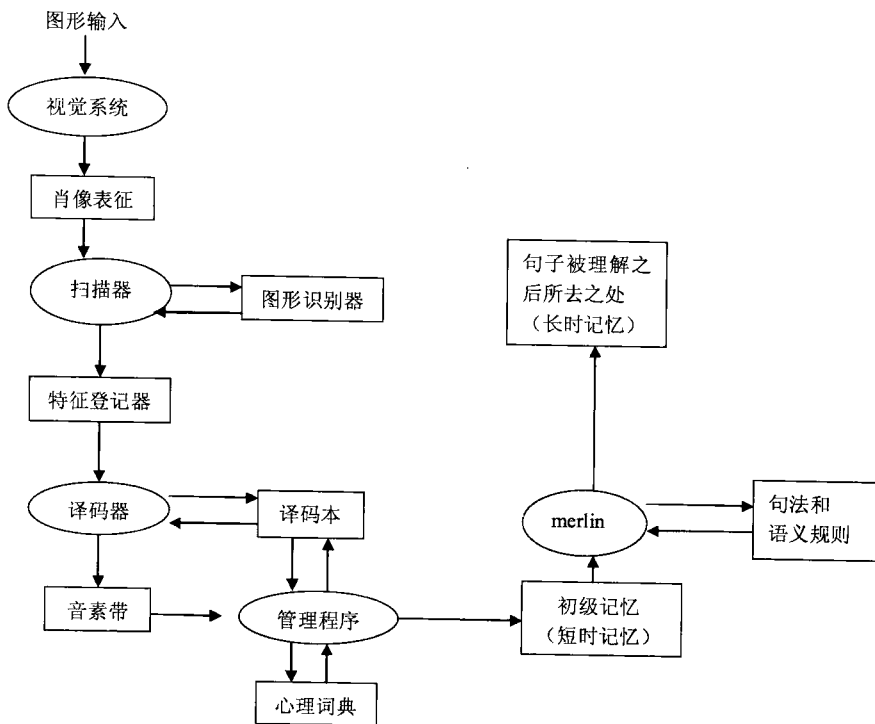 图形输入
视觉系统
肖像表征
扫描器
图形识别器
特征登记器
译码器
译码本
音素带
管理程序
心理词典
初级记忆
（短时记忆）
merlin
句法和
语义规则
句子被理解之
后所去之处
（长时记忆）